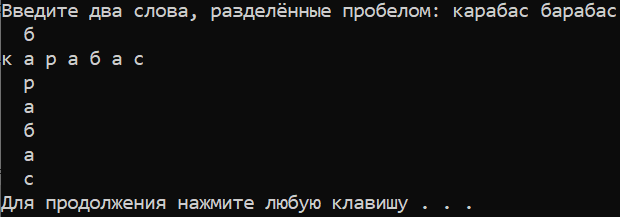 Введите два слова, разделённые пробелом: карабас барабас
  б
к а р а б а с
  р
  а
  б
  а
  с
Для продолжения нажмите любую клавишу . . .